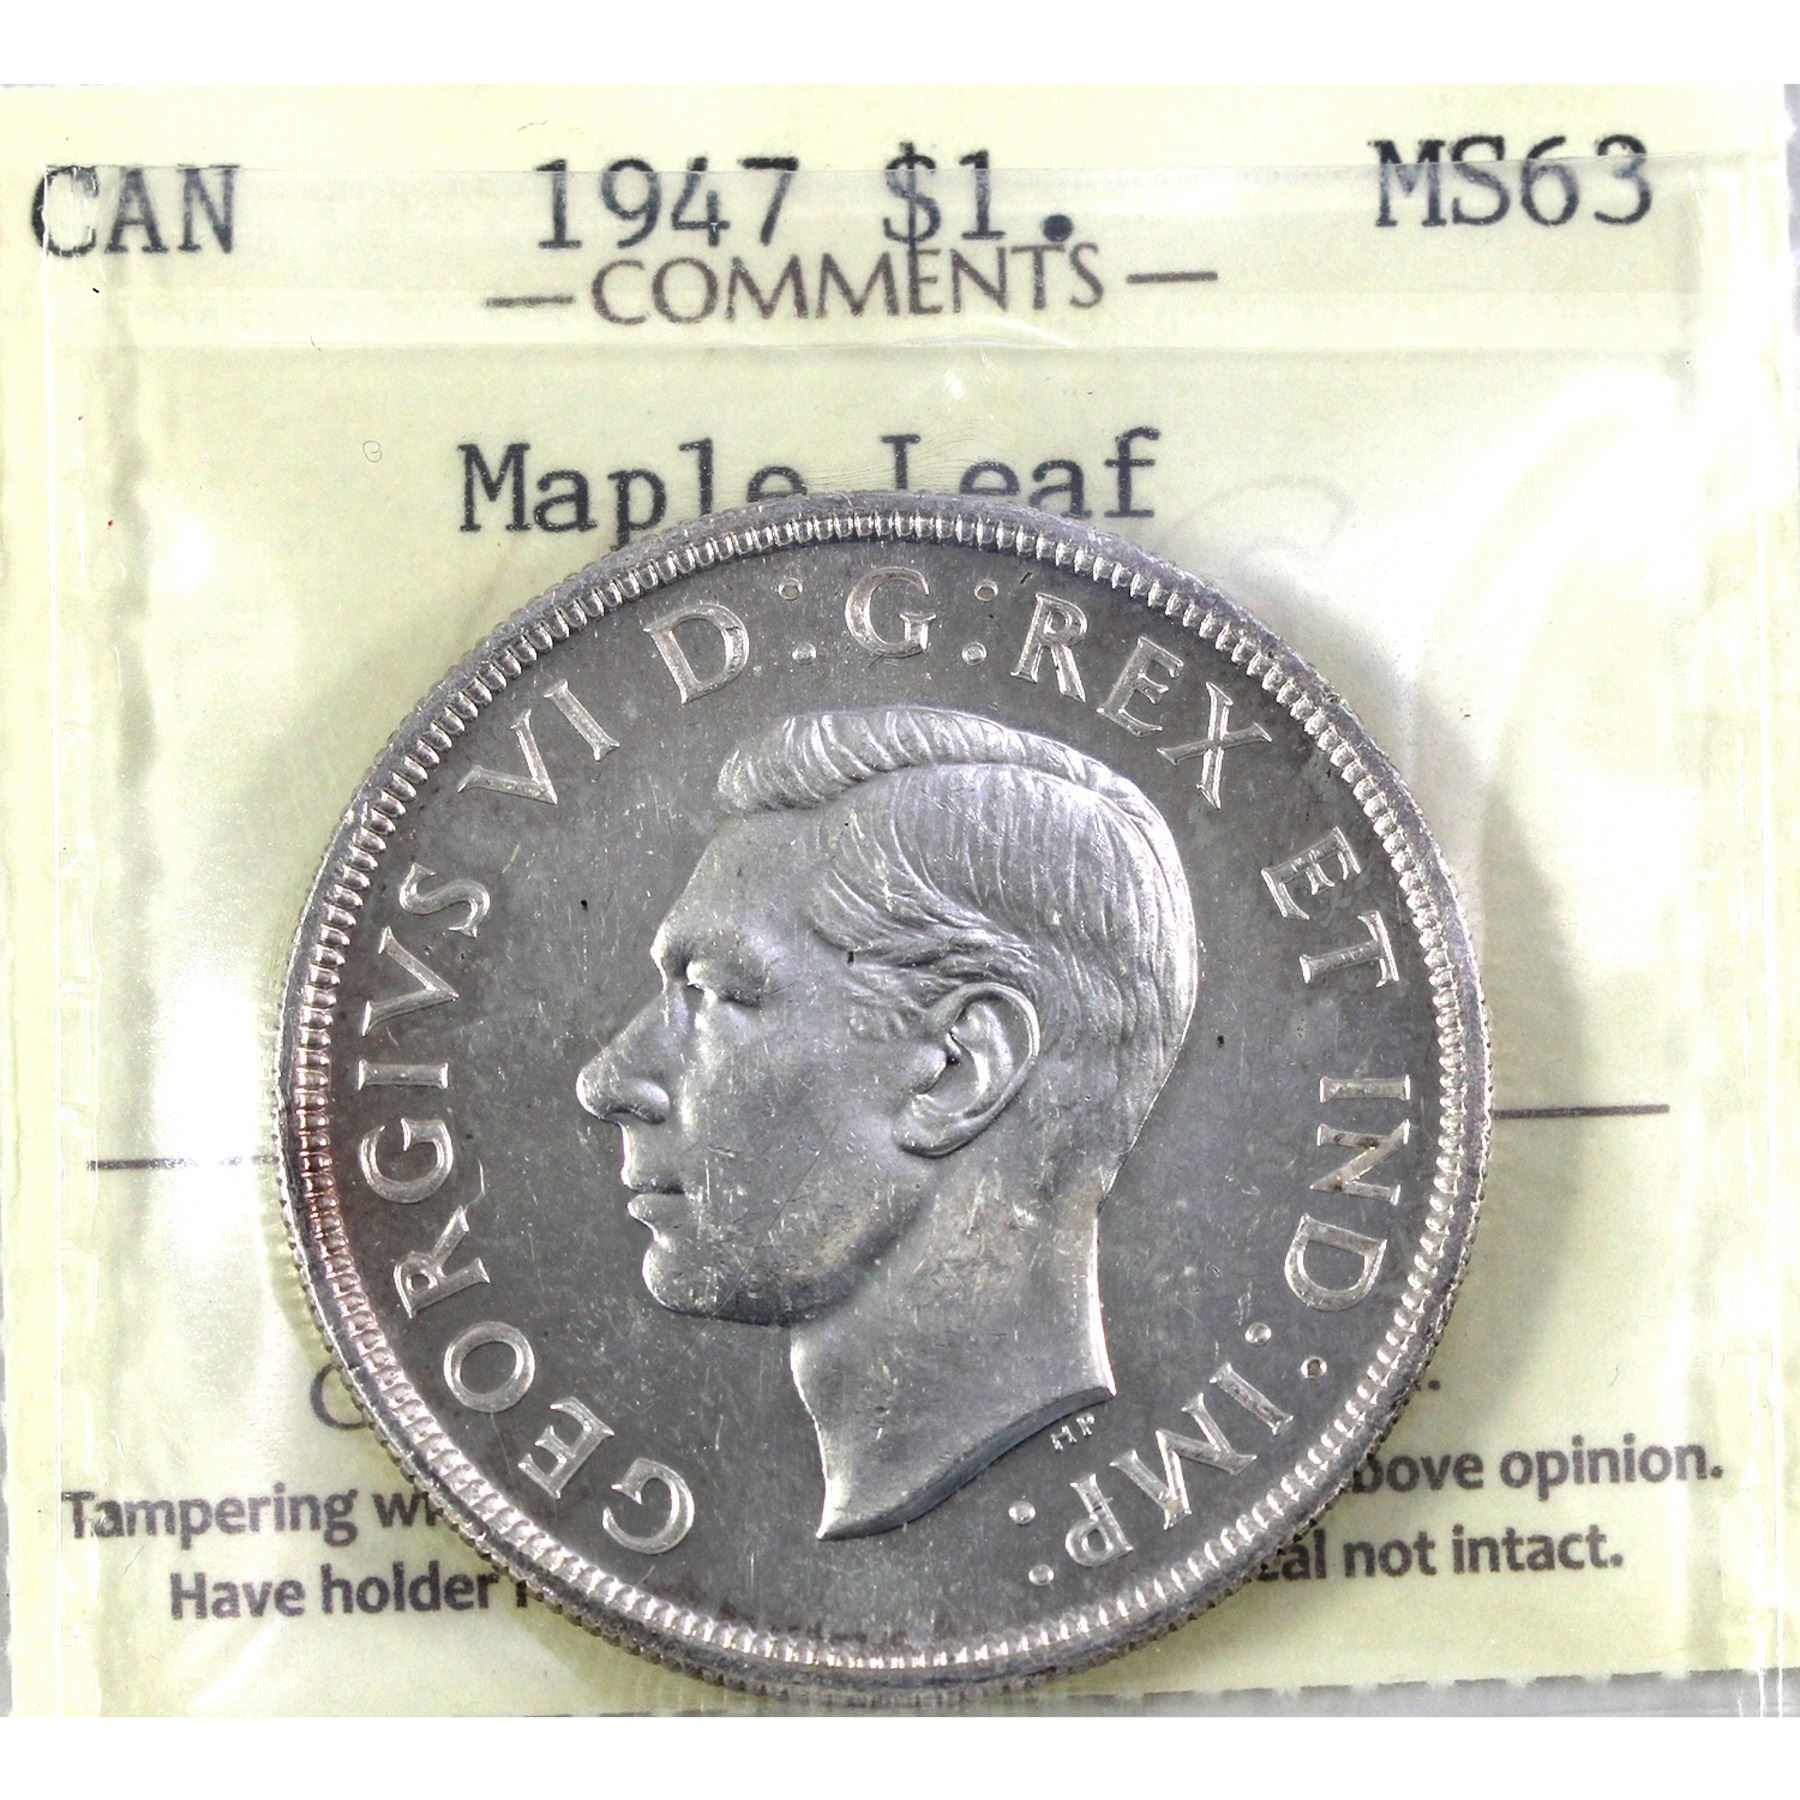 CAN 1947 $1. MS63
COMMENTS
Maple Leaf
GEORGIVS VI D:G:REX ET IND:IMP:
HP
Tampering bove opinion.
Have holder not intact.